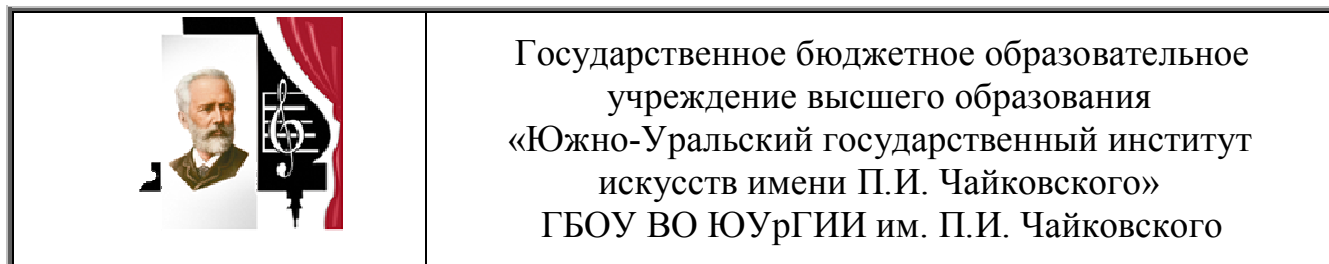 Государственное бюджетное образовательное
учреждение высшего образования
«Южно-Уральский государственный институт
искусств имени П.И. Чайковского»
ГБОУ ВО ЮУрГИИ им. П.И. Чайковского